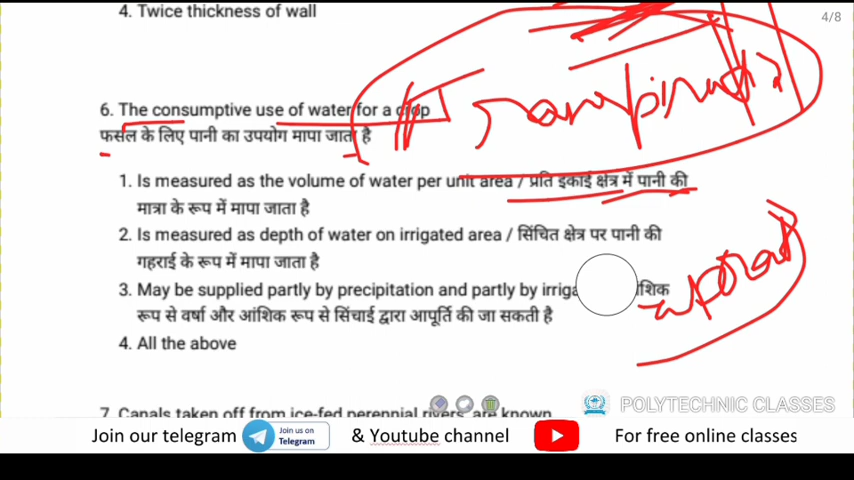 4. Twice thickness of wall
4/8
6. The consumptive use of water for a crop
फसल के लिए पानी का उपयोग मापा जाता है
1. Is measured as the volume of water per unit area / प्रति इकाई क्षेत्र में पानी की
मात्रा के रूप में मापा जाता है
2. Is measured as depth of water on irrigated area / सिंचित क्षेत्र पर पानी की
गहराई के रूप में मापा जाता है
3. May be supplied partly by precipitation and partly by
रूप से वर्षा और आंशिक रूप से सिंचाई द्वारा आपूर्ति की जा सकती है
4. All the above
7. Canals taken off from ice-fed perennial rivers, are known
POLYTECHNIC CLASSES
Join our telegram Join us on Telegram & Youtube channel For free online classes